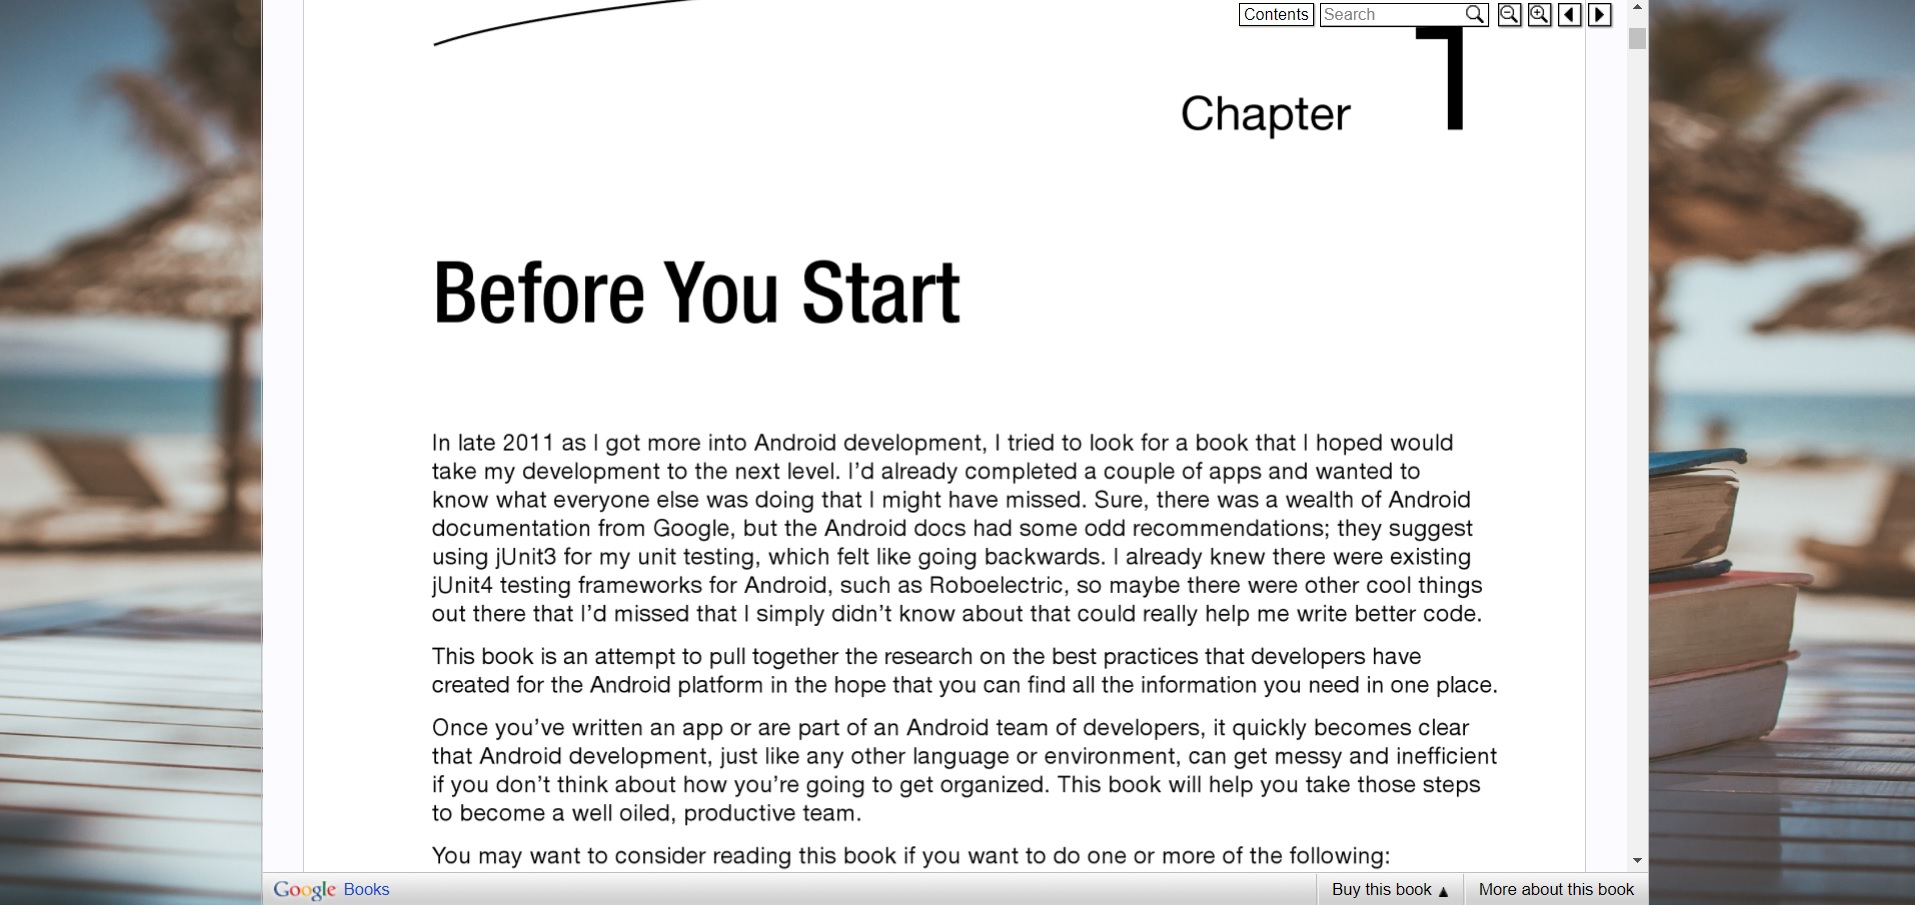 Contents
Search
Chapter
1
Before You Start
In late 2011 as I got more into Android development, I tried to look for a book that I hoped would
take my development to the next level. I’d already completed a couple of apps and wanted to
know what everyone else was doing that I might have missed. Sure, there was a wealth of Android
documentation from Google, but the Android docs had some odd recommendations; they suggest
using jUnit3 for my unit testing, which felt like going backwards. I already knew there were existing
jUnit4 testing frameworks for Android, such as Roboelectric, so maybe there were other cool things
out there that I’d missed that I simply didn’t know about that could really help me write better code.
This book is an attempt to pull together the research on the best practices that developers have
created for the Android platform in the hope that you can find all the information you need in one place.
Once you’ve written an app or are part of an Android team of developers, it quickly becomes clear
that Android development, just like any other language or environment, can get messy and inefficient
if you don’t think about how you’re going to get organized. This book will help you take those steps
to become a well oiled, productive team.
You may want to consider reading this book if you want to do one or more of the following:
Google Books
Buy this book ▲
More about this book